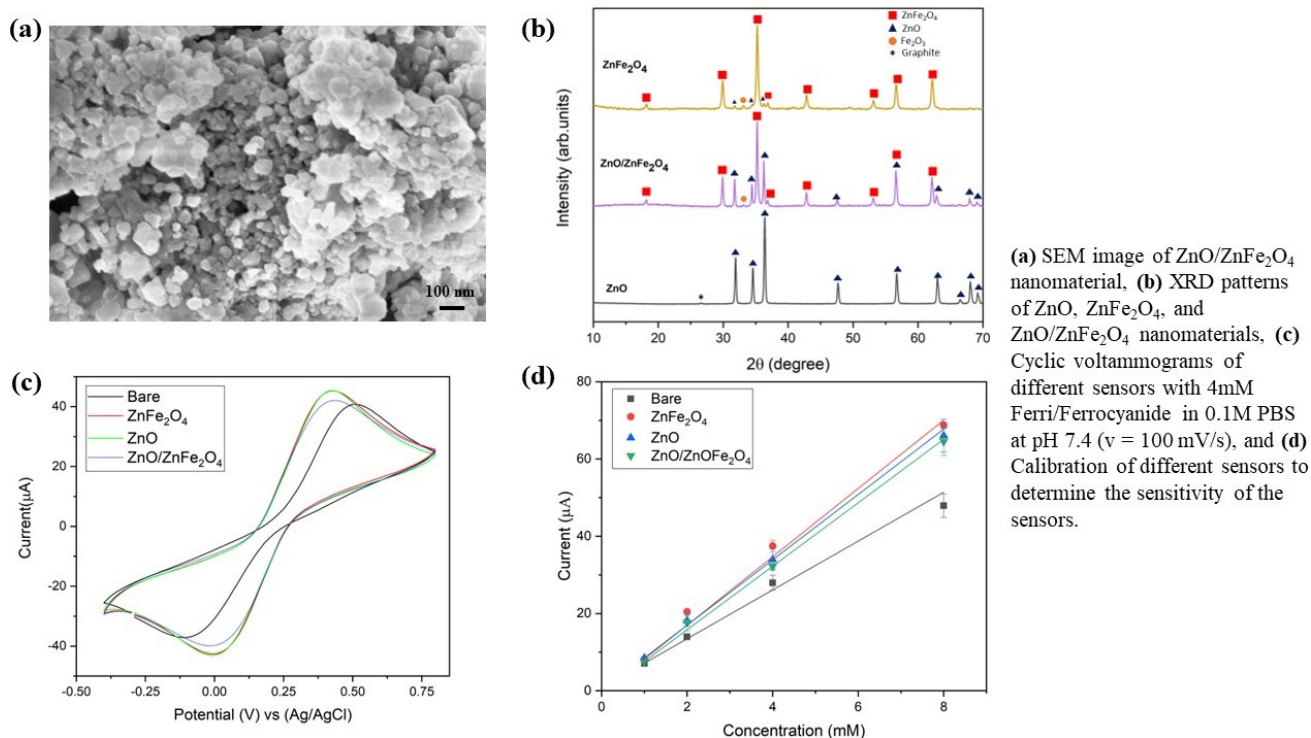 (a)
100 nm
(b)
ZnFe₂O₄
ZnO
Fe₂O₃
Graphite
ZnFe₂O₄
ZnO/ZnFe₂O₄
ZnO
Intensity (arb.units)
10 20 30 40 50 60 70
2θ (degree)
(c)
Bare
ZnFe₂O₄
ZnO
ZnO/ZnFe₂O₄
40
20
0
-20
-40
Current(μA)
-0.50 -0.25 0.00 0.25 0.50 0.75
Potential (V) vs (Ag/AgCl)
(d)
Bare
ZnFe₂O₄
ZnO
ZnO/ZnOFe₂O₄
80
60
40
20
0
Current (μA)
2 4 6 8
Concentration (mM)
(a) SEM image of ZnO/ZnFe₂O₄
nanomaterial, (b) XRD patterns
of ZnO, ZnFe₂O₄, and
ZnO/ZnFe₂O₄ nanomaterials, (c)
Cyclic voltammograms of
different sensors with 4mM
Ferri/Ferrocyanide in 0.1M PBS
at pH 7.4 (v = 100 mV/s), and (d)
Calibration of different sensors to
determine the sensitivity of the
sensors.